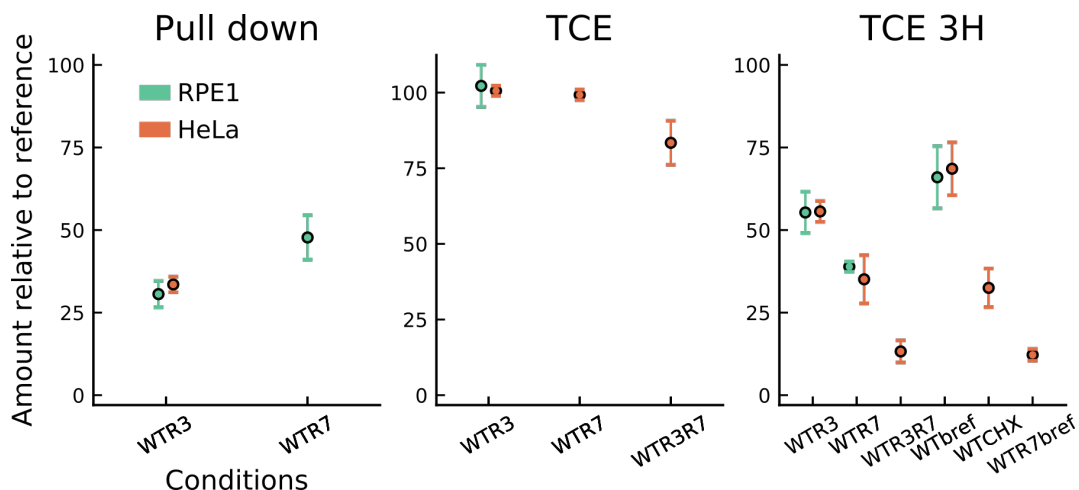 Pull down
TCE
TCE 3H
Amount relative to reference
100
75
50
25
0
RPE1
HeLa
WTR3
WTR7
Conditions
100
75
50
25
0
WTR3
WTR7
WTR3R7
100
75
50
25
0
WTR3
WTR7
WTR3R7
WTbref
WTCHX
WTR7bref